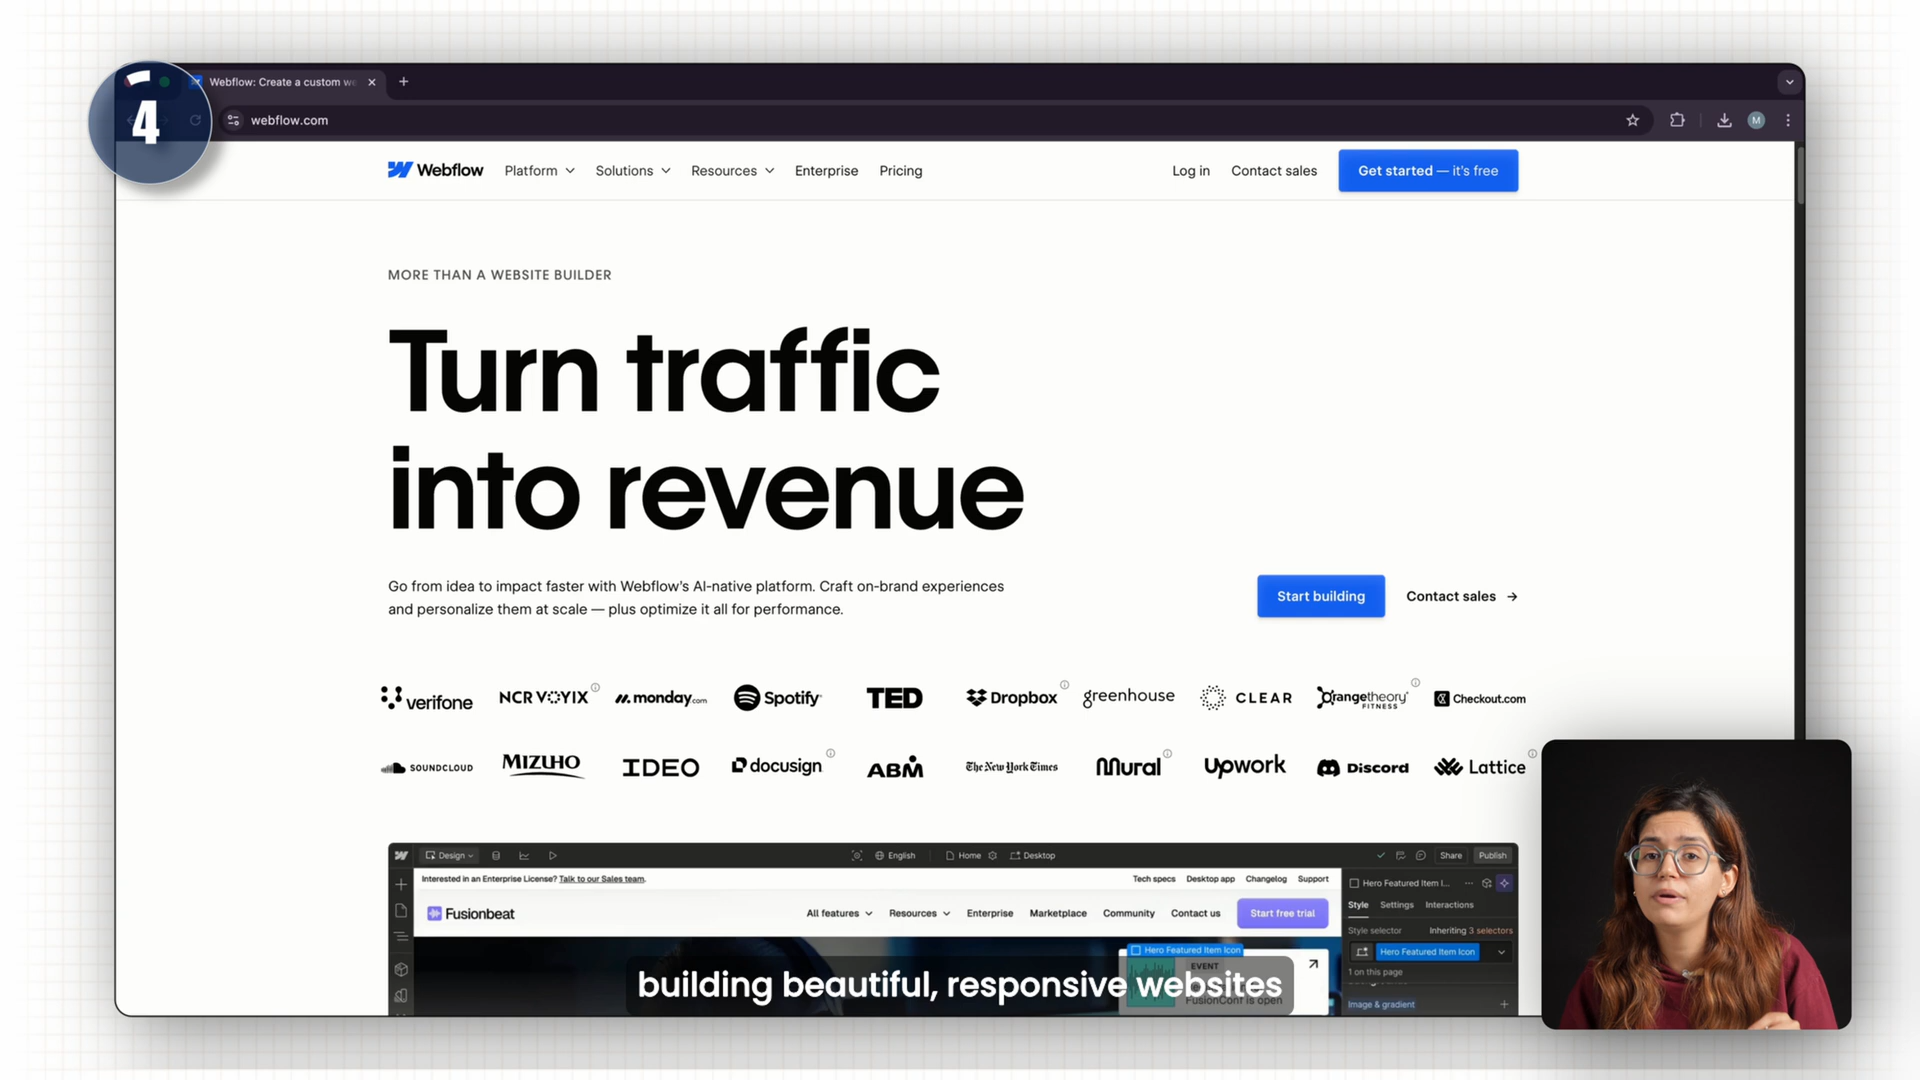 4
Webflow: Create a custom we
webflow.com
M
Webflow Platform Solutions Resources Enterprise Pricing Log in Contact sales Get started — it's free
MORE THAN A WEBSITE BUILDER
Turn traffic
into revenue
Go from idea to impact faster with Webflow's AI-native platform. Craft on-brand experiences
and personalize them at scale — plus optimize it all for performance.
Start building Contact sales →
verifone NCR VOYIX monday.com Spotify TED Dropbox greenhouse CLEAR Orangetheory FITNESS Checkout.com
SOUNDCLOUD MIZUHO IDEO docusign ABM The New York Times Mural Upwork Discord Lattice
Design English Home Desktop Share Publish
Interested in an Enterprise License? Talk to our Sales team. Tech specs Desktop app Changelog Support
Hero Featured Item I...
Fusionbeat All features Resources Enterprise Marketplace Community Contact us Start free trial
Style Settings Interactions
Style selector Inheriting 3 selectors
Hero Featured Item Icon
Hero Featured Item Icon
EVENT
FusionConf is open
1 on this page
Image & gradient
building beautiful, responsive websites